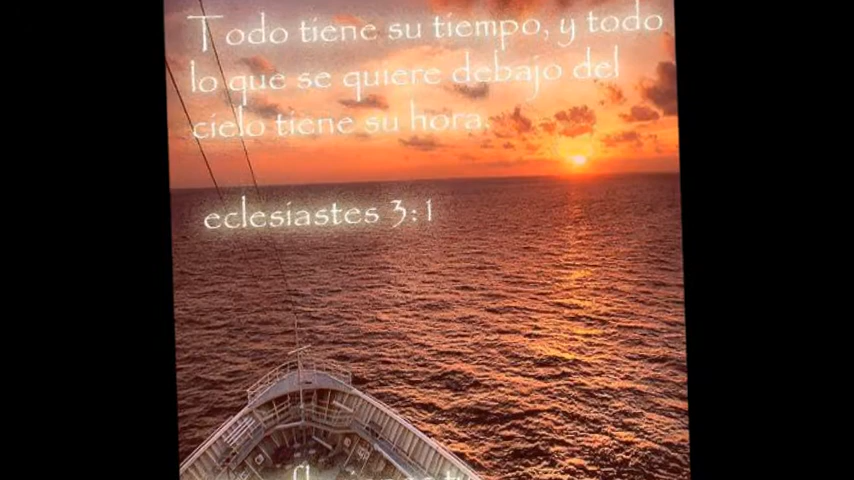 Todo tiene su tiempo, y todo
lo que se quiere debajo del
cielo tiene su hora.
eclesiastes 3:1